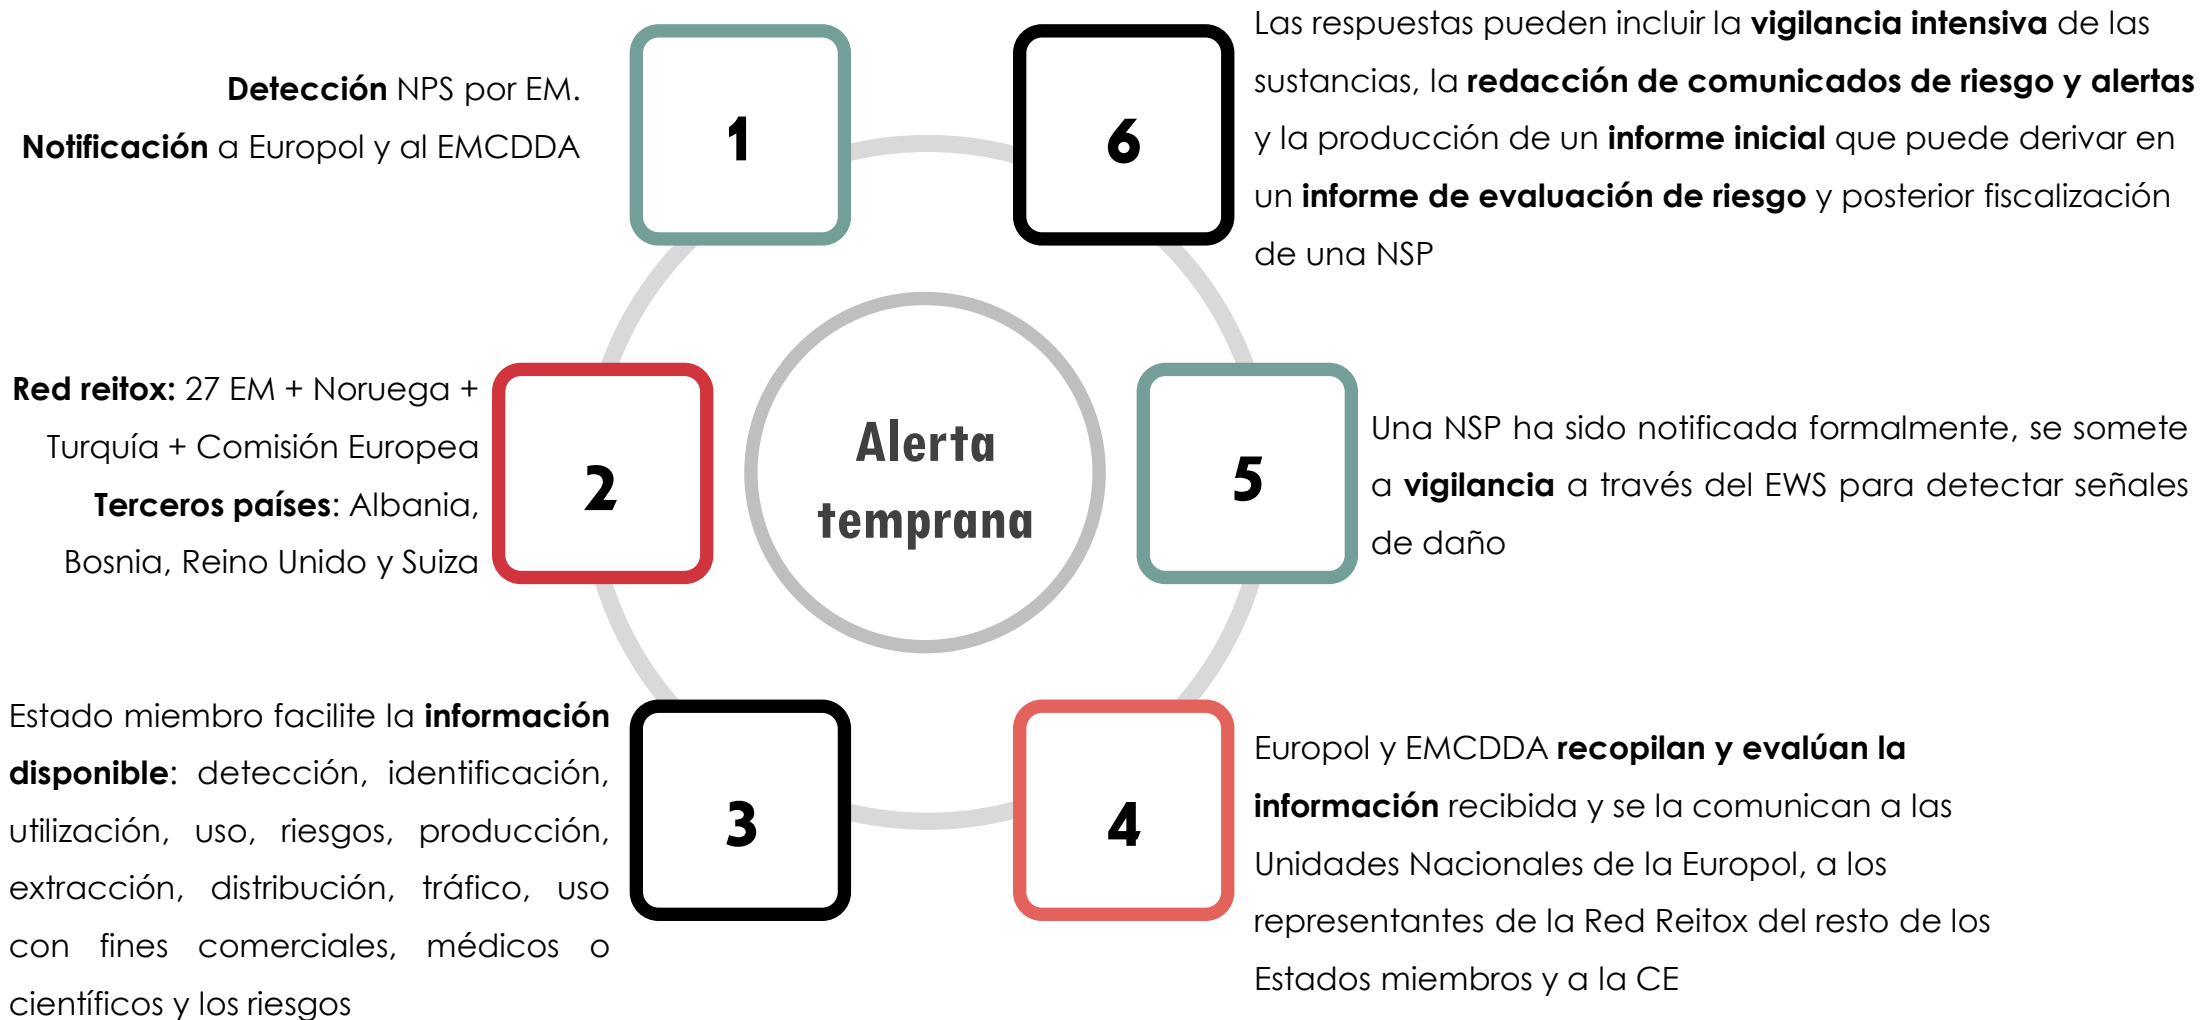 Detección NPS por EM.
Notificación a Europol y al EMCDDA
1
Red reitox: 27 EM + Noruega +
Turquía + Comisión Europea
Terceros países: Albania,
Bosnia, Reino Unido y Suiza
2
Estado miembro facilite la información
disponible: detección, identificación,
utilización, uso, riesgos, producción,
extracción, distribución, tráfico, uso
con fines comerciales, médicos o
científicos y los riesgos
3
Alerta
temprana
4
Europol y EMCDDA recopilan y evalúan la
información recibida y se la comunican a las
Unidades Nacionales de la Europol, a los
representantes de la Red Reitox del resto de los
Estados miembros y a la CE
5
Una NSP ha sido notificada formalmente, se somete
a vigilancia a través del EWS para detectar señales
de daño
6
Las respuestas pueden incluir la vigilancia intensiva de las
sustancias, la redacción de comunicados de riesgo y alertas
y la producción de un informe inicial que puede derivar en
un informe de evaluación de riesgo y posterior fiscalización
de una NSP